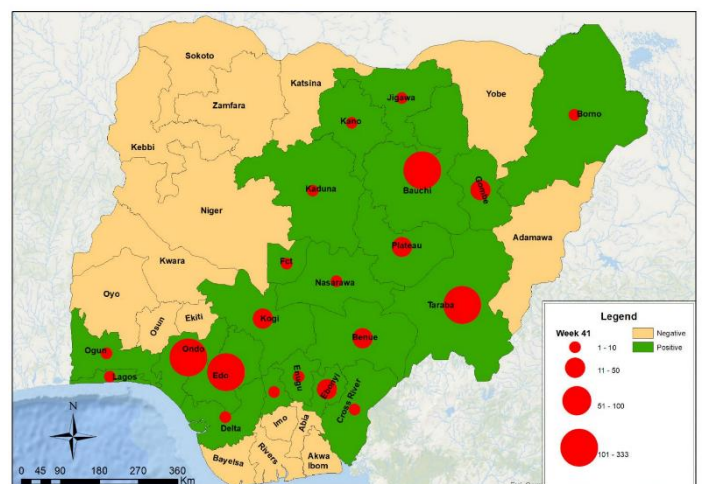 Sokoto
Katsina
Zamfara
Jigawa
Yobe
Kano
Borno
Kebbi
Bauchi
Gombe
Kaduna
Niger
Adamawa
Plateau
Kwara
Fct
Nasarawa
Oyo
Taraba
Osun
Ekiti
Kogi
Benue
Ogun
Ondo
Edo
Lagos
Enugu
Ebonyi
Cross River
Delta
Imo
Abia
Bayelsa
Rivers
Akwa
Ibom
N
0 45 90 180 270 360
Km
Legend
Week 41
1 - 10
11 - 50
51 - 100
101 - 333
Negative
Positive